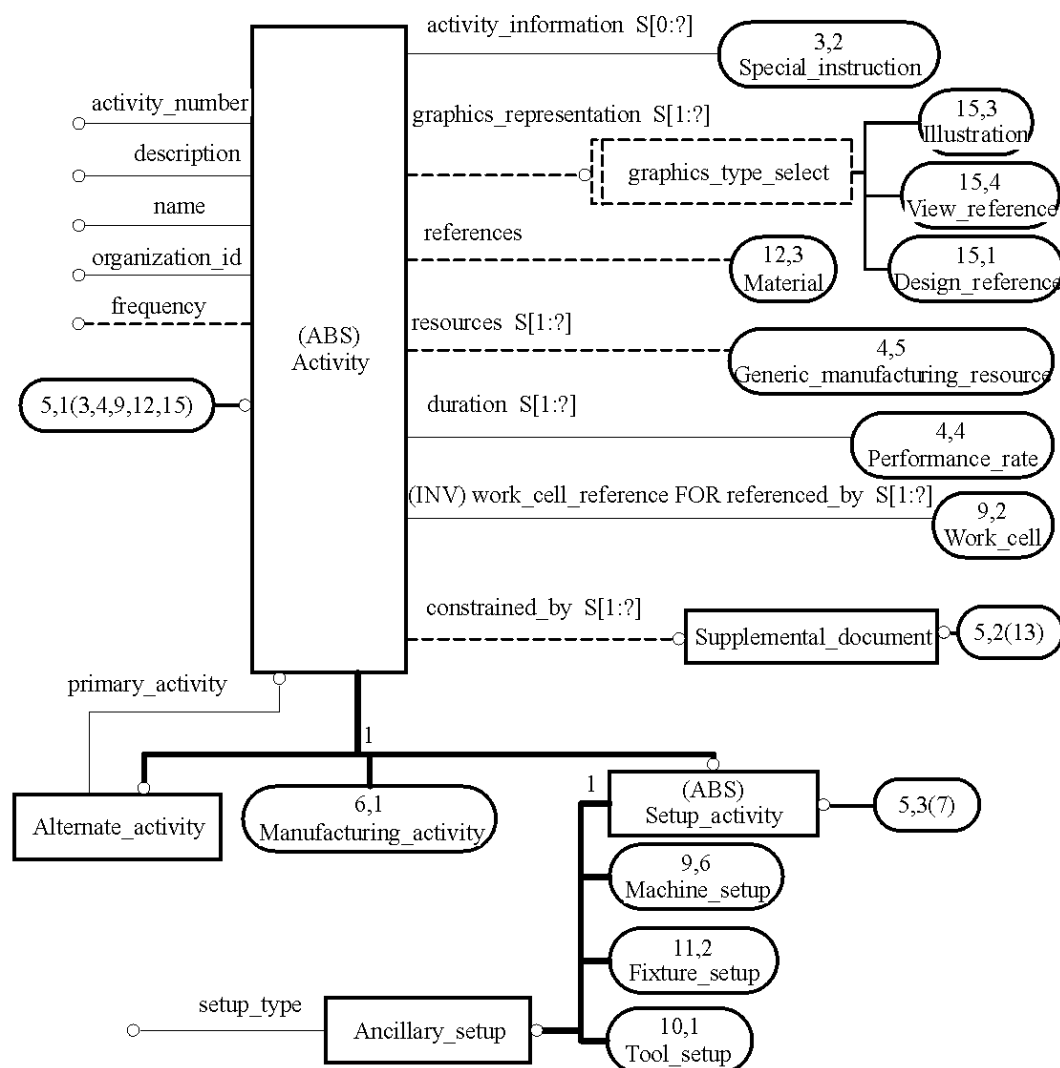 activity_information S[0:?]
3,2
Special_instruction
activity_number
graphics_representation S[1:?]
15,3
Illustration
description
graphics_type_select
15,4
View_reference
name
references
organization_id
12,3
Material
15,1
Design_reference
frequency
(ABS)
Activity
resources S[1:?]
4,5
Generic_manufacturing_resource
5,1(3,4,9,12,15)
duration S[1:?]
4,4
Performance_rate
(INV) work_cell_reference FOR referenced_by S[1:?]
9,2
Work_cell
constrained_by S[1:?]
Supplemental_document
5,2(13)
primary_activity
1
Alternate_activity
6,1
Manufacturing_activity
1
(ABS)
Setup_activity
5,3(7)
9,6
Machine_setup
11,2
Fixture_setup
setup_type
Ancillary_setup
10,1
Tool_setup